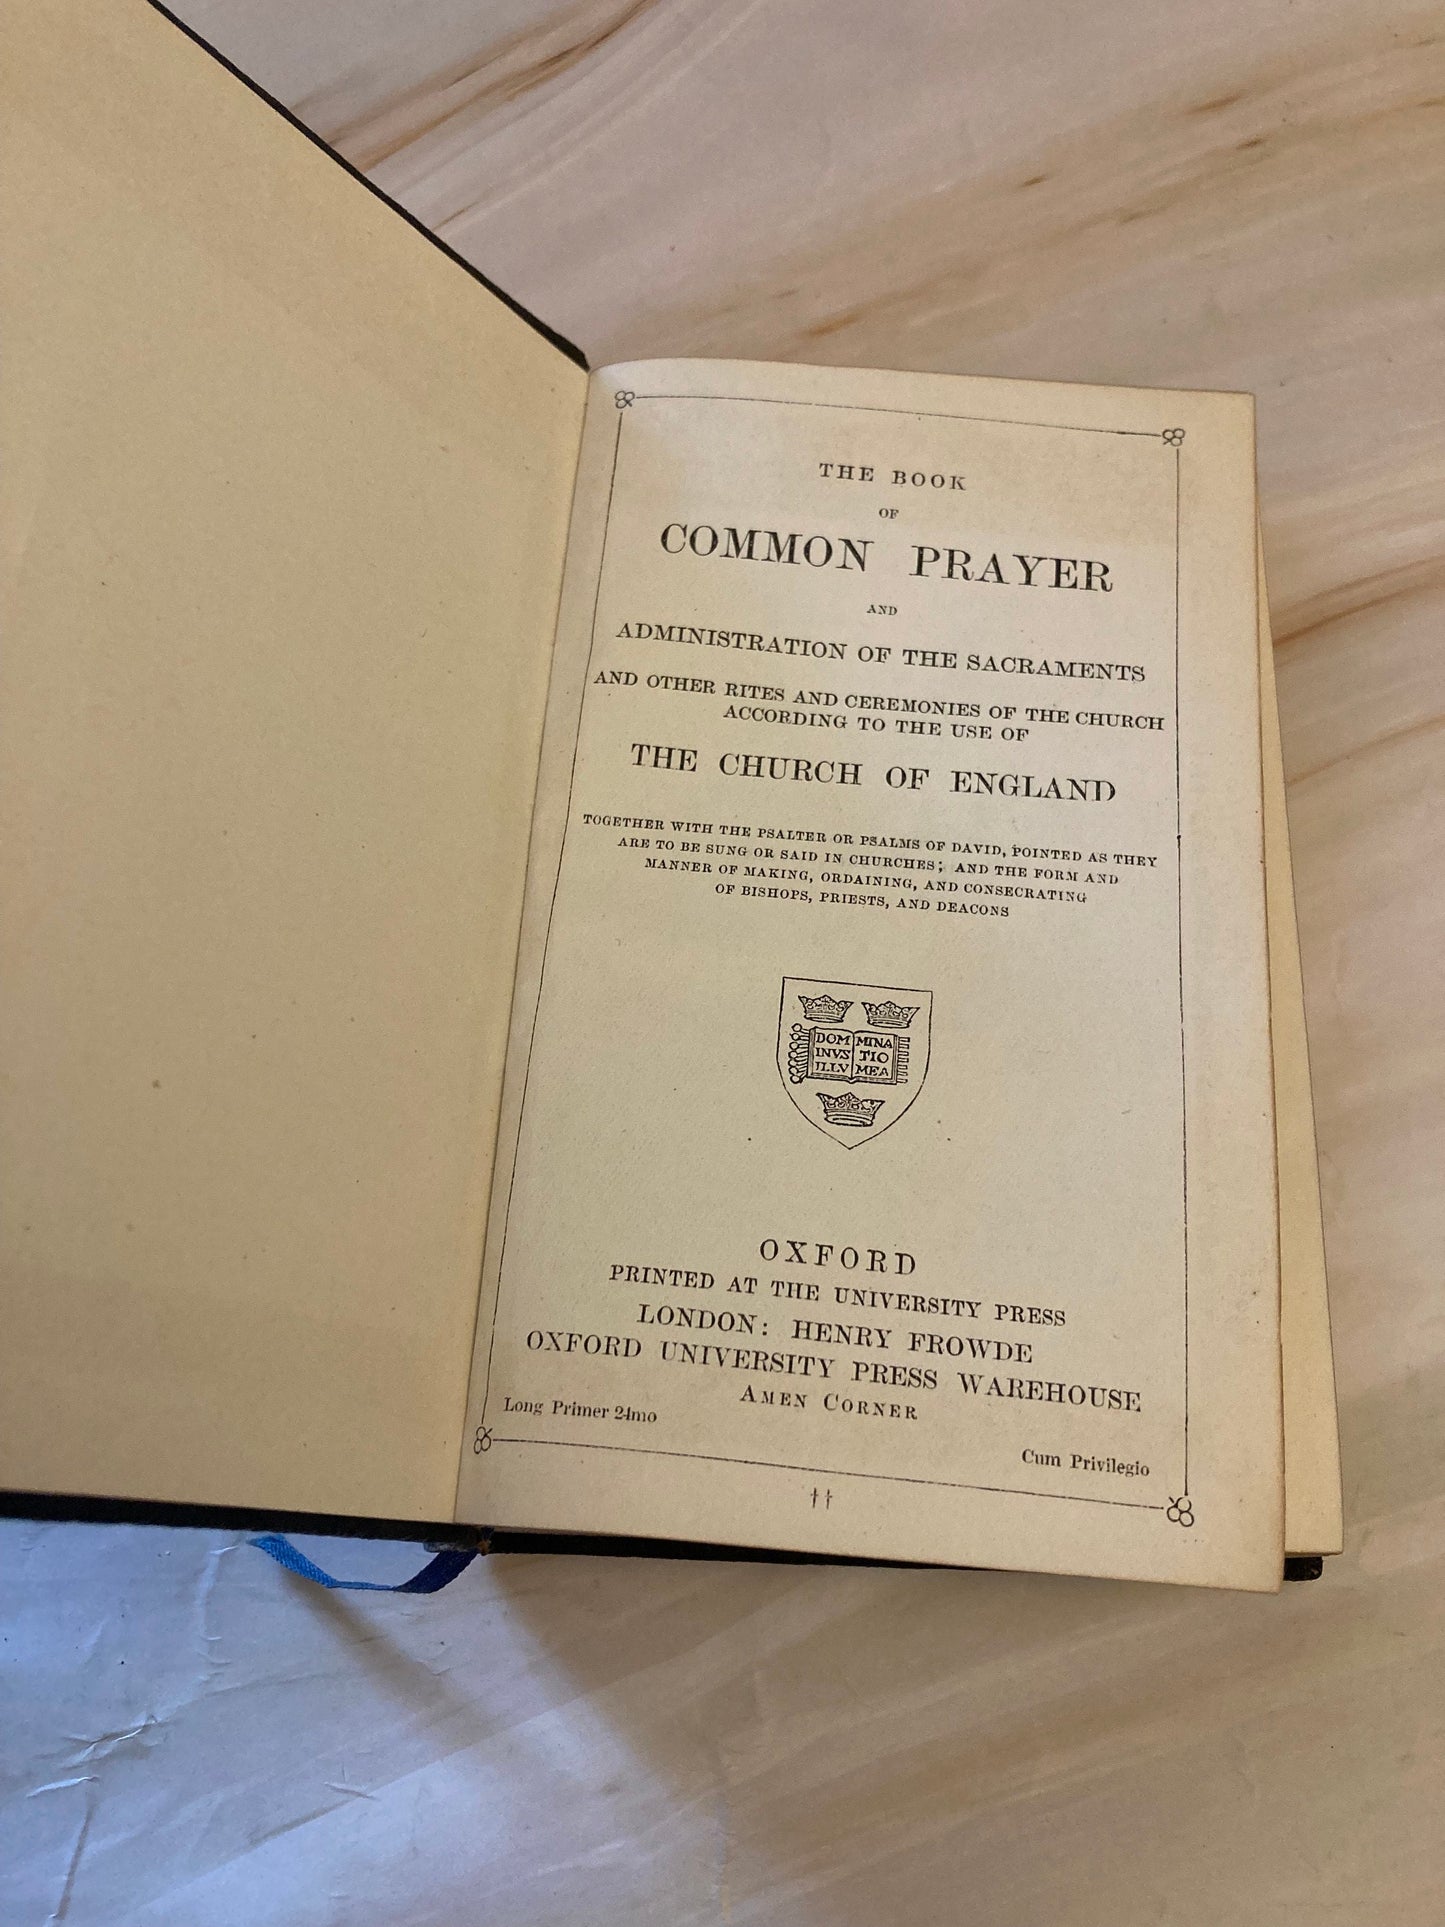 THE BOOK
OF
COMMON PRAYER
AND
ADMINISTRATION OF THE SACRAMENTS
AND OTHER RITES AND CEREMONIES OF THE CHURCH
ACCORDING TO THE USE OF
THE CHURCH OF ENGLAND
TOGETHER WITH THE PSALTER OR PSALMS OF DAVID, POINTED AS THEY
ARE TO BE SUNG OR SAID IN CHURCHES; AND THE FORM AND
MANNER OF MAKING, ORDAINING, AND CONSECRATING
OF BISHOPS, PRIESTS, AND DEACONS
DOM MINA
INVS TIO
ILLV MEA
OXFORD
PRINTED AT THE UNIVERSITY PRESS
LONDON: HENRY FROWDE
OXFORD UNIVERSITY PRESS WAREHOUSE
AMEN CORNER
Long Primer 24mo
Cum Privilegio
††